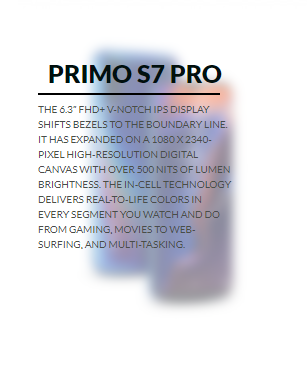 PRIMO S7 PRO
THE 6.3" FHD+ V-NOTCH IPS DISPLAY
SHIFTS BEZELS TO THE BOUNDARY LINE.
IT HAS EXPANDED ON A 1080 X 2340-
PIXEL HIGH-RESOLUTION DIGITAL
CANVAS WITH OVER 500 NITS OF LUMEN
BRIGHTNESS. THE IN-CELL TECHNOLOGY
DELIVERS REAL-TO-LIFE COLORS IN
EVERY SEGMENT YOU WATCH AND DO
FROM GAMING, MOVIES TO WEB-
SURFING, AND MULTI-TASKING.